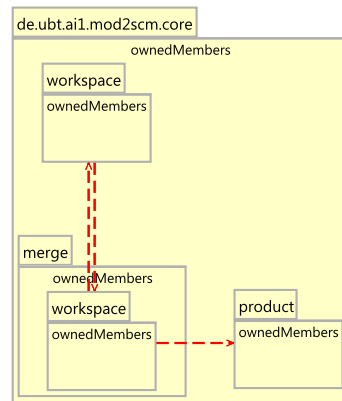 de.ubt.ai1.mod2scm.core
ownedMembers
workspace
ownedMembers
merge
ownedMembers
workspace
ownedMembers
product
ownedMembers